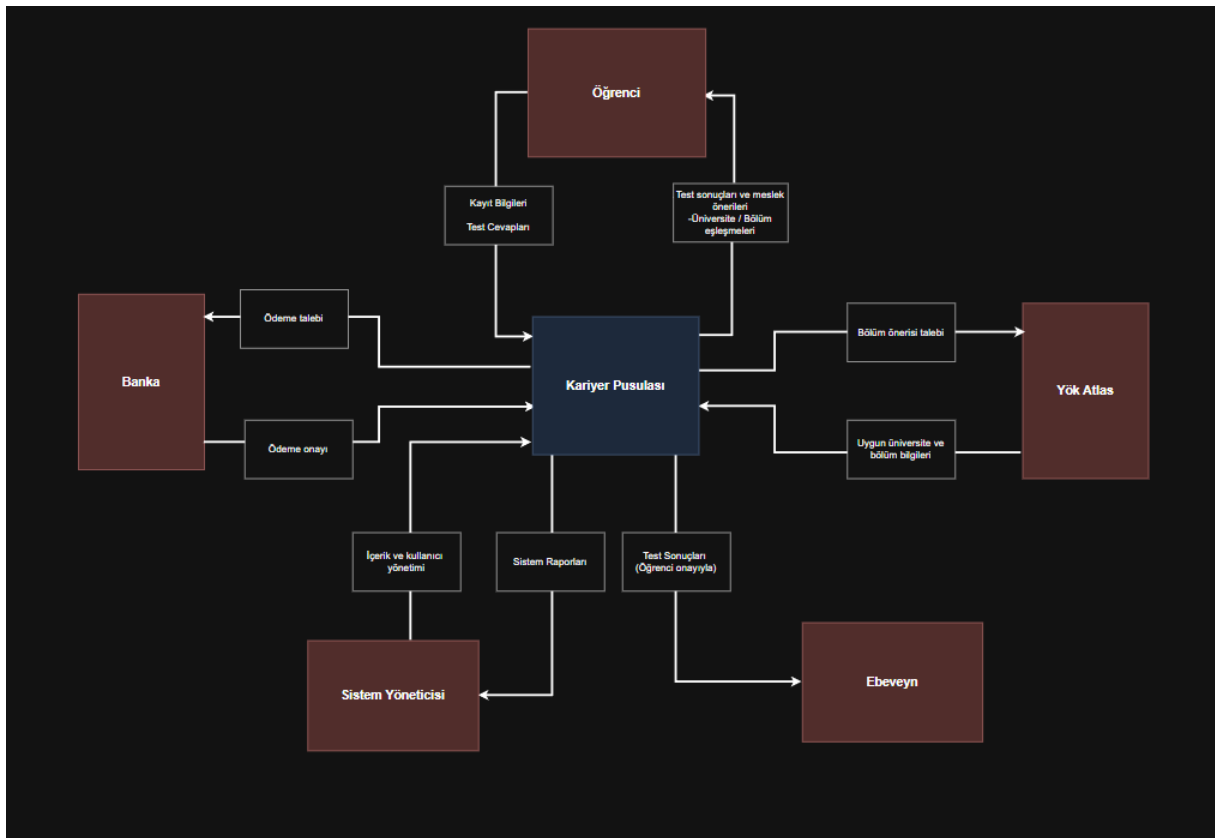 Öğrenci
Kayıt Bilgileri
Test Cevapları
Test sonuçları ve meslek
önerileri
-Üniversite / Bölüm
eşleşmeleri
Banka
Ödeme talebi
Ödeme onayı
Kariyer Pusulası
Bölüm önerisi talebi
Uygun üniversite ve
bölüm bilgileri
Yök Atlas
İçerik ve kullanıcı
yönetimi
Sistem Raporları
Test Sonuçları
(Öğrenci onayıyla)
Sistem Yöneticisi
Ebeveyn